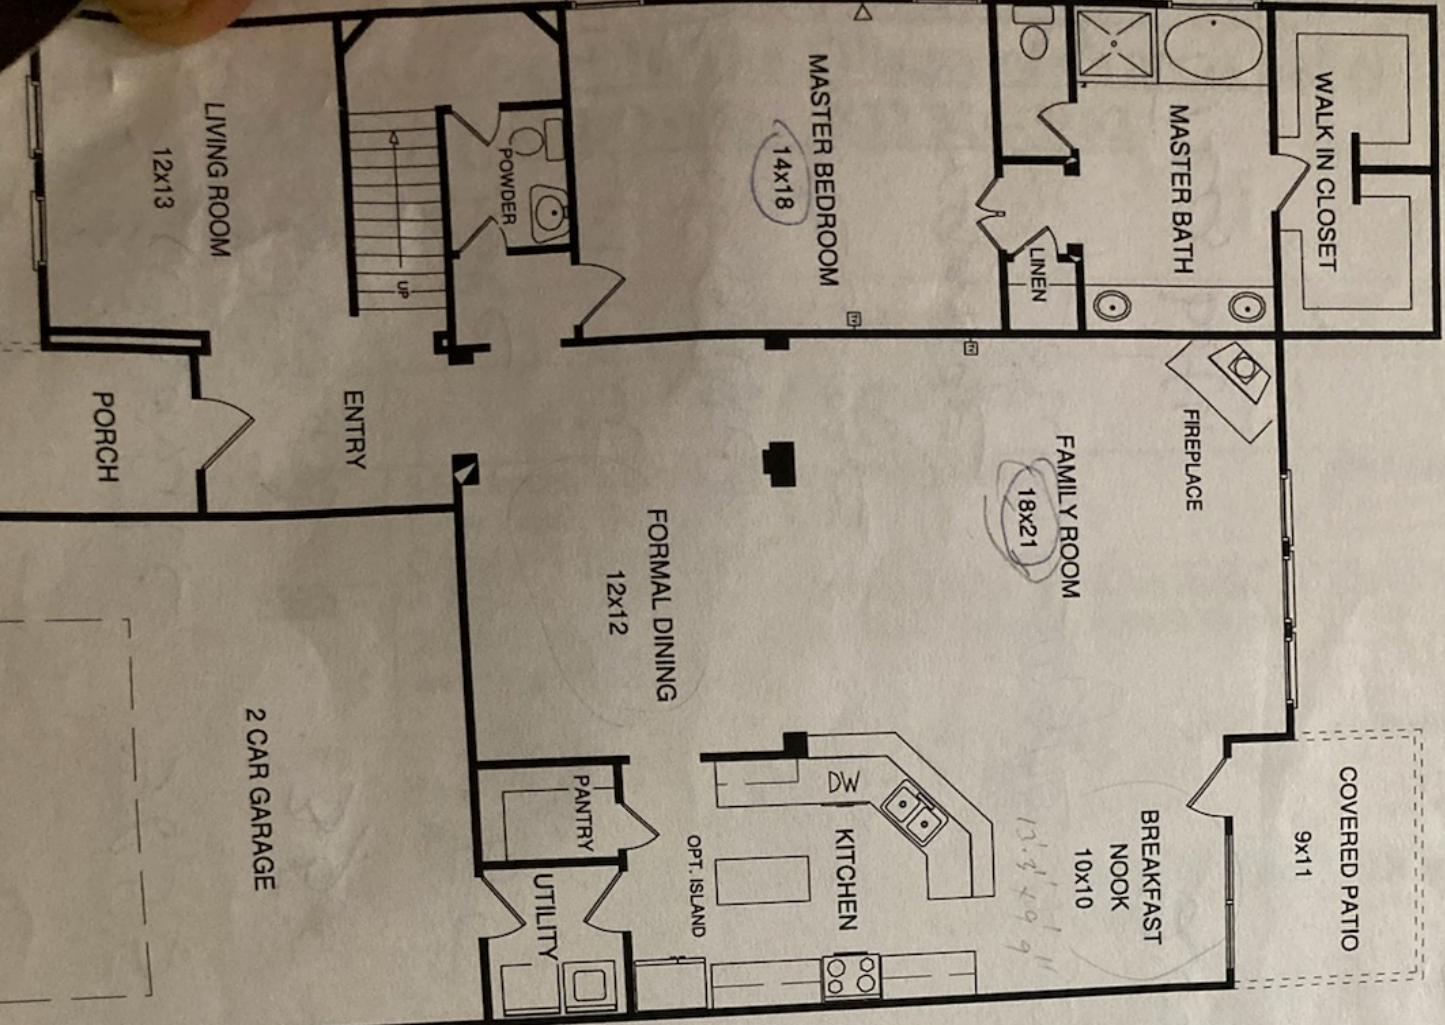 WALK IN CLOSET
MASTER BATH
LINEN
MASTER BEDROOM
14x18
POWDER
UP
LIVING ROOM
12x13
FIREPLACE
FAMILY ROOM
18x21
ENTRY
PORCH
FORMAL DINING
12x12
COVERED PATIO
9x11
BREAKFAST
NOOK
10x10
DW
KITCHEN
OPT. ISLAND
PANTRY
UTILITY
2 CAR GARAGE
TV
TV